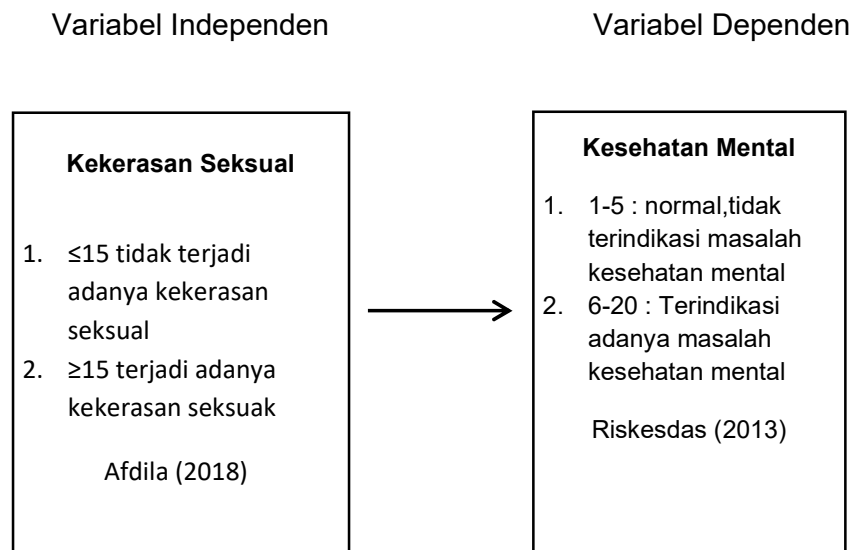 Variabel Independen
Variabel Dependen
Kekerasan Seksual
1. ≤15 tidak terjadi
adanya kekerasan
seksual
2. ≥15 terjadi adanya
kekerasan seksuak
Afdila (2018)
Kesehatan Mental
1. 1-5 : normal,tidak
terindikasi masalah
kesehatan mental
2. 6-20 : Terindikasi
adanya masalah
kesehatan mental
Riskesdas (2013)